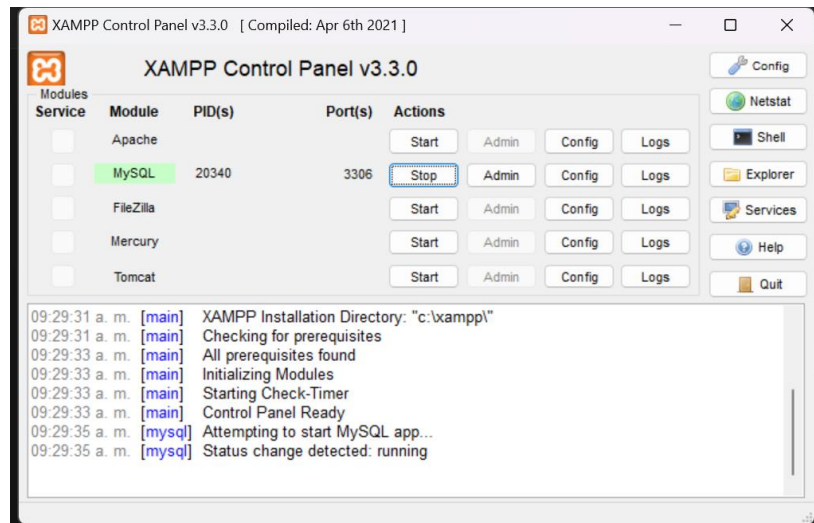 XAMPP Control Panel v3.3.0 [ Compiled: Apr 6th 2021 ]
XAMPP Control Panel v3.3.0
Config
Modules
Service Module PID(s) Port(s) Actions
Netstat
Apache Start Admin Config Logs
Shell
MySQL 20340 3306 Stop Admin Config Logs
Explorer
FileZilla Start Admin Config Logs
Services
Mercury Start Admin Config Logs
Help
Tomcat Start Admin Config Logs
Quit
09:29:31 a. m. [main] XAMPP Installation Directory: "c:\xampp\"
09:29:31 a. m. [main] Checking for prerequisites
09:29:33 a. m. [main] All prerequisites found
09:29:33 a. m. [main] Initializing Modules
09:29:33 a. m. [main] Starting Check-Timer
09:29:33 a. m. [main] Control Panel Ready
09:29:35 a. m. [mysql] Attempting to start MySQL app...
09:29:35 a. m. [mysql] Status change detected: running